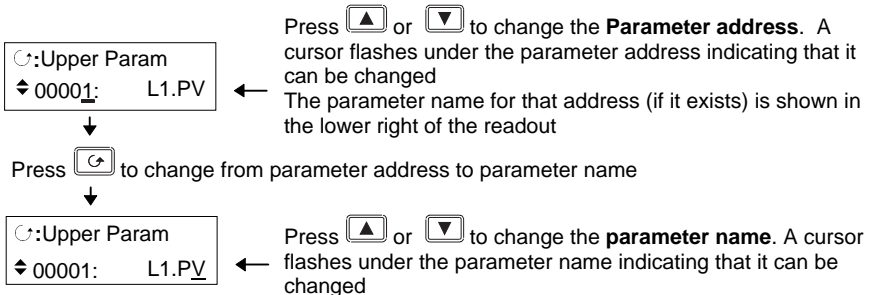 Press ▲ or ▼ to change the Parameter address. A
cursor flashes under the parameter address indicating that it
can be changed
The parameter name for that address (if it exists) is shown in
the lower right of the readout
:Upper Param
00001: L1.PV
Press to change from parameter address to parameter name
:Upper Param
00001: L1.PV
Press ▲ or ▼ to change the parameter name. A cursor
flashes under the parameter name indicating that it can be
changed